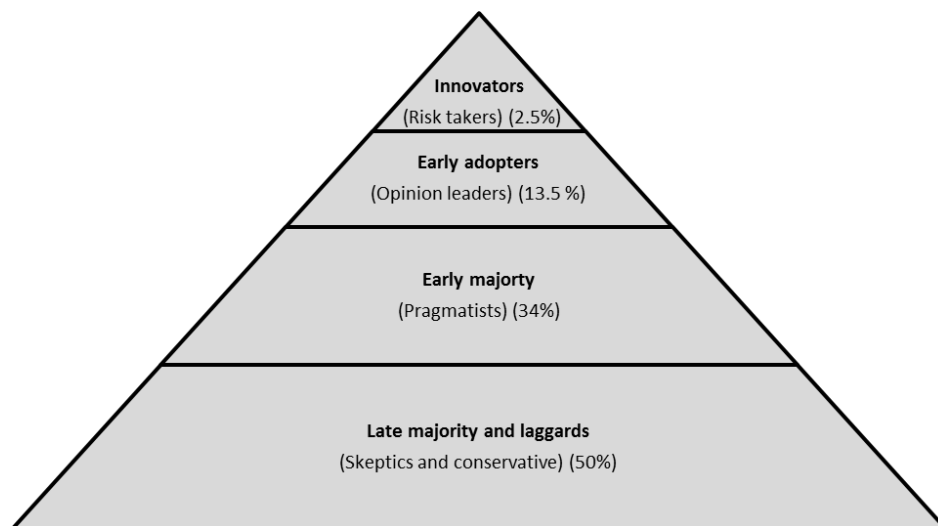 Innovators
(Risk takers) (2.5%)
Early adopters
(Opinion leaders) (13.5 %)
Early majorty
(Pragmatists) (34%)
Late majority and laggards
(Skeptics and conservative) (50%)